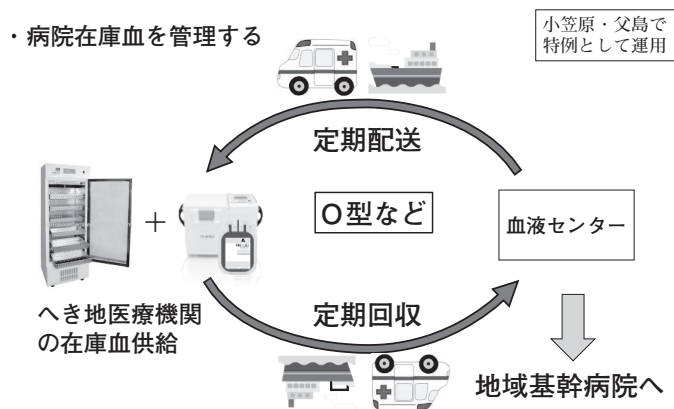 ・病院在庫血を管理する
小笠原・父島で
特例として運用
定期配送
O型など
血液センター
+
へき地医療機関
の在庫血供給
定期回収
地域基幹病院へ